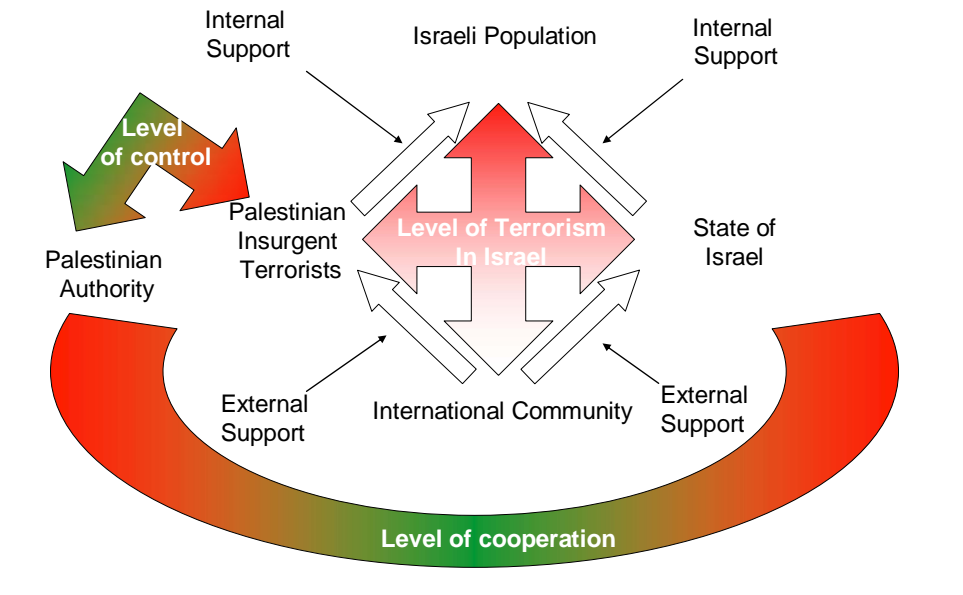 Internal
Support
Israeli Population
Internal
Support
Level
of control
Palestinian
Insurgent
Terrorists
Level of Terrorism
In Israel
State of
Israel
Palestinian
Authority
External
Support
International Community
External
Support
Level of cooperation